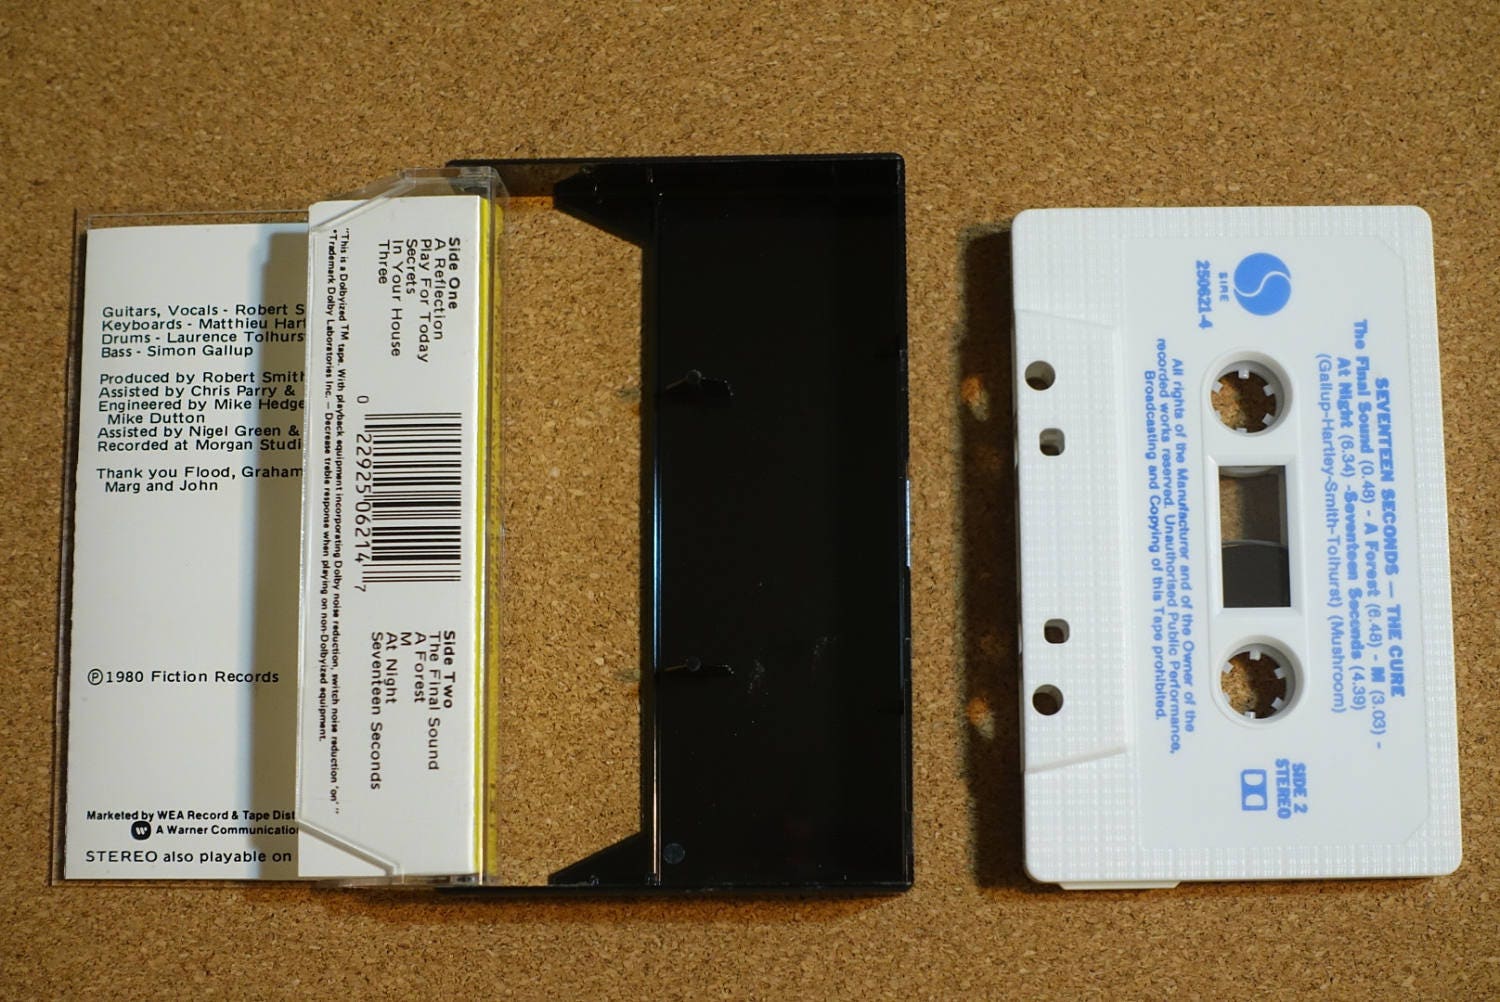 Guitars, Vocals - Robert S
Keyboards - Matthieu Hart
Drums - Laurence Tolhurst
Bass - Simon Gallup
Produced by Robert Smith
Assisted by Chris Parry &
Engineered by Mike Hedge
Mike Dutton
Assisted by Nigel Green &
Recorded at Morgan Studi
Thank you Flood, Graham
Marg and John
Ⓟ1980 Fiction Records
Marketed by WEA Record & Tape Dist
A Warner Communication
STEREO also playable on
Side One
A Reflection
Play For Today
Secrets
In Your House
Three
"This is a Dolbyized TM tape. With playback equipment incorporating Dolby noise reduction, switch noise reduction 'on'"
*Trademark Dolby Laboratories Inc. — Decrease treble response when playing on non-Dolbyized equipment.
0 22925 06214 7
Side Two
The Final Sound
A Forest
M
At Night
Seventeen Seconds
SIRE
250621-4
SEVENTEEN SECONDS — THE CURE
The Final Sound (0.48) - A Forest (6.48) - M (3.03) -
At Night (6.34) - Seventeen Seconds (4.39)
(Gallup-Hartley-Smith-Tolhurst) (Mushroom)
All rights of the Manufacturer and of the Owner of the
recorded works reserved. Unauthorised Public Performance,
Broadcasting and Copying of this Tape prohibited.
SIDE 2
STEREO